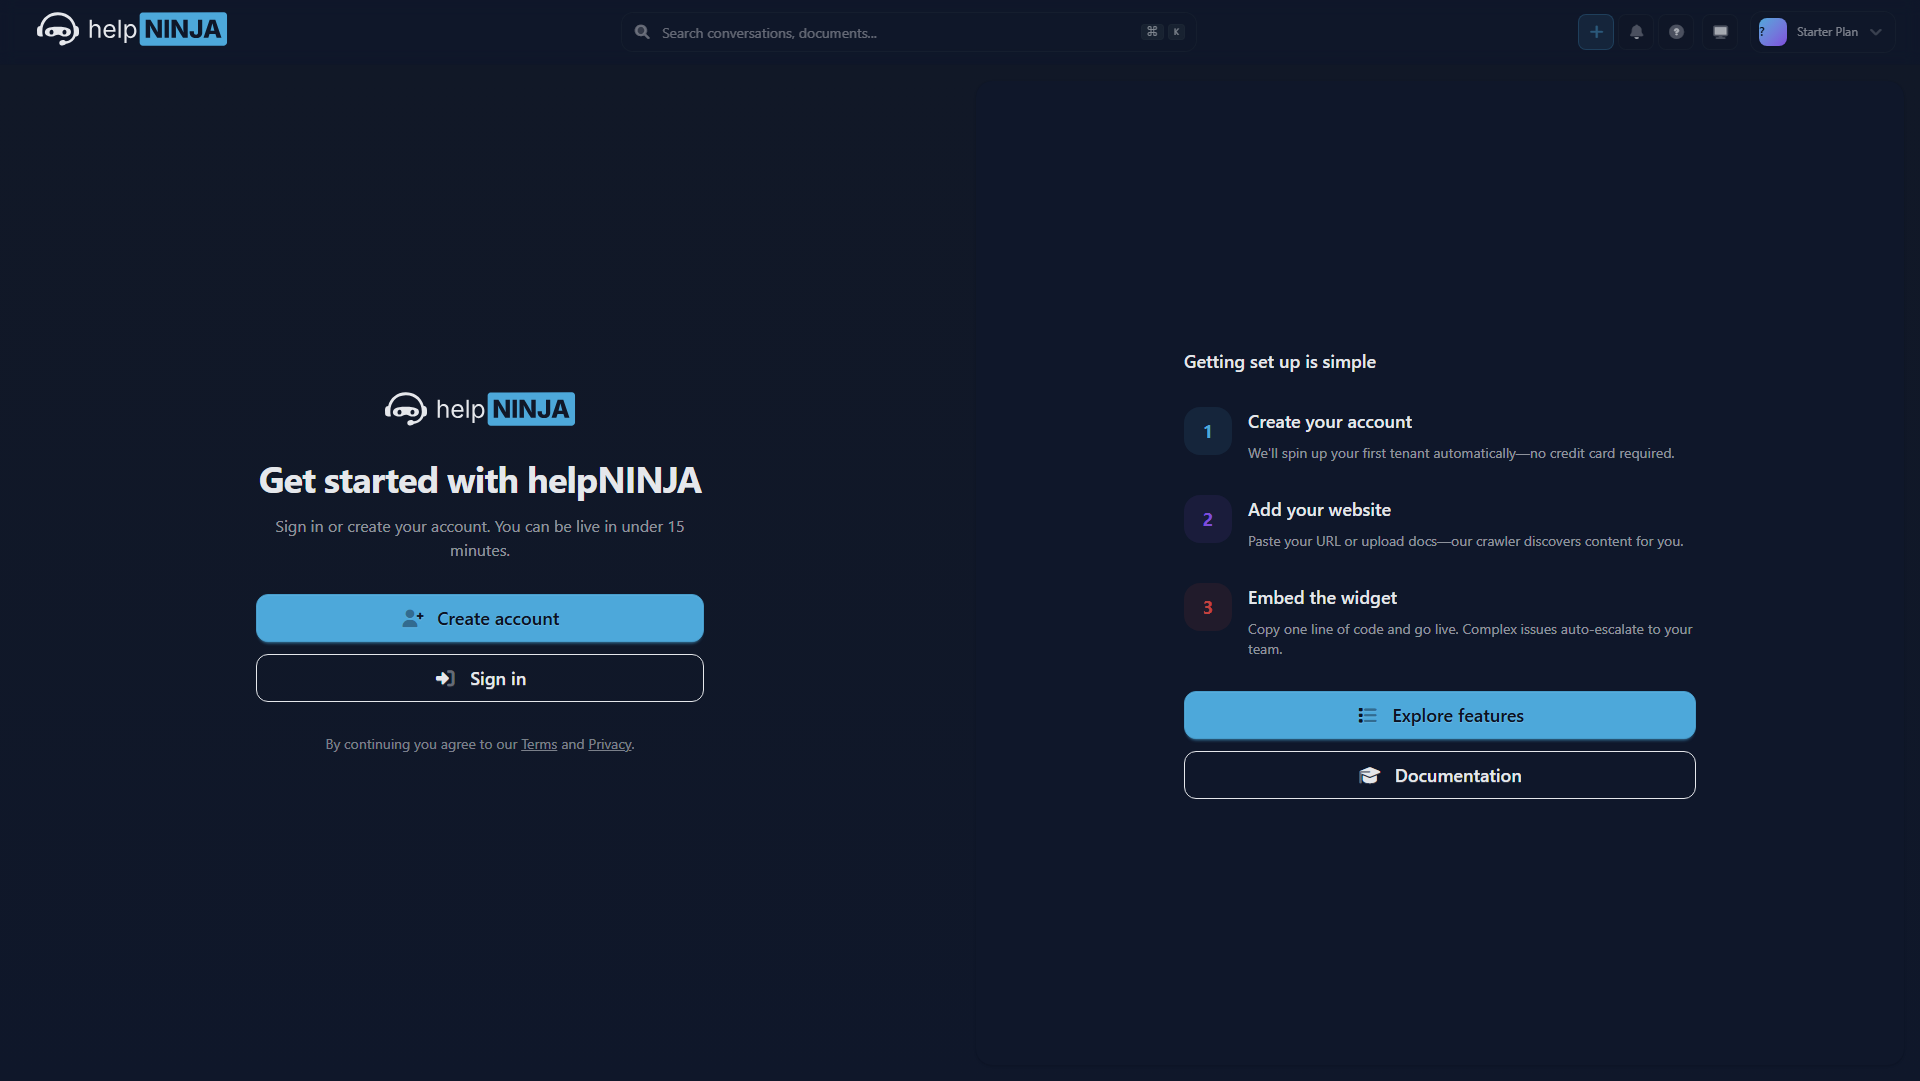 help NINJA
Search conversations, documents...
⌘ K
?
? Starter Plan
help NINJA
Get started with helpNINJA
Sign in or create your account. You can be live in under 15
minutes.
Create account
Sign in
By continuing you agree to our Terms and Privacy.
Getting set up is simple
1
Create your account
We'll spin up your first tenant automatically—no credit card required.
2
Add your website
Paste your URL or upload docs—our crawler discovers content for you.
3
Embed the widget
Copy one line of code and go live. Complex issues auto-escalate to your
team.
Explore features
Documentation